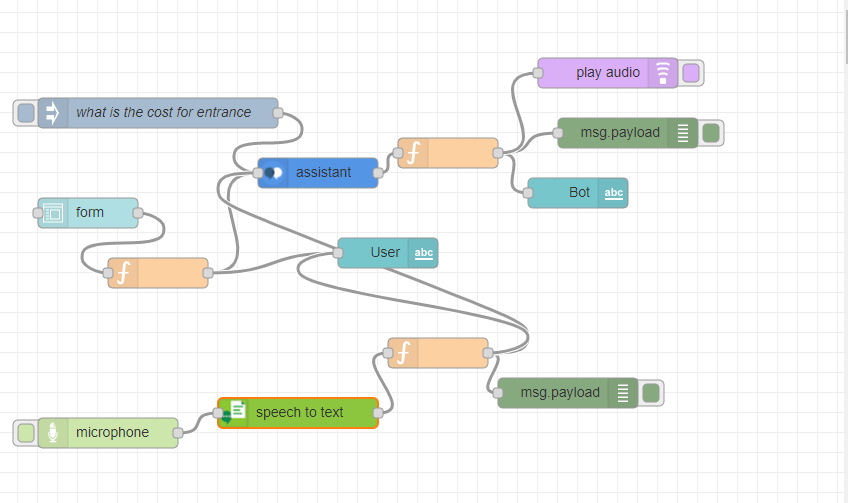 play audio
what is the cost for entrance
msg.payload
assistant
Bot
abc
form
User
abc
msg.payload
speech to text
microphone